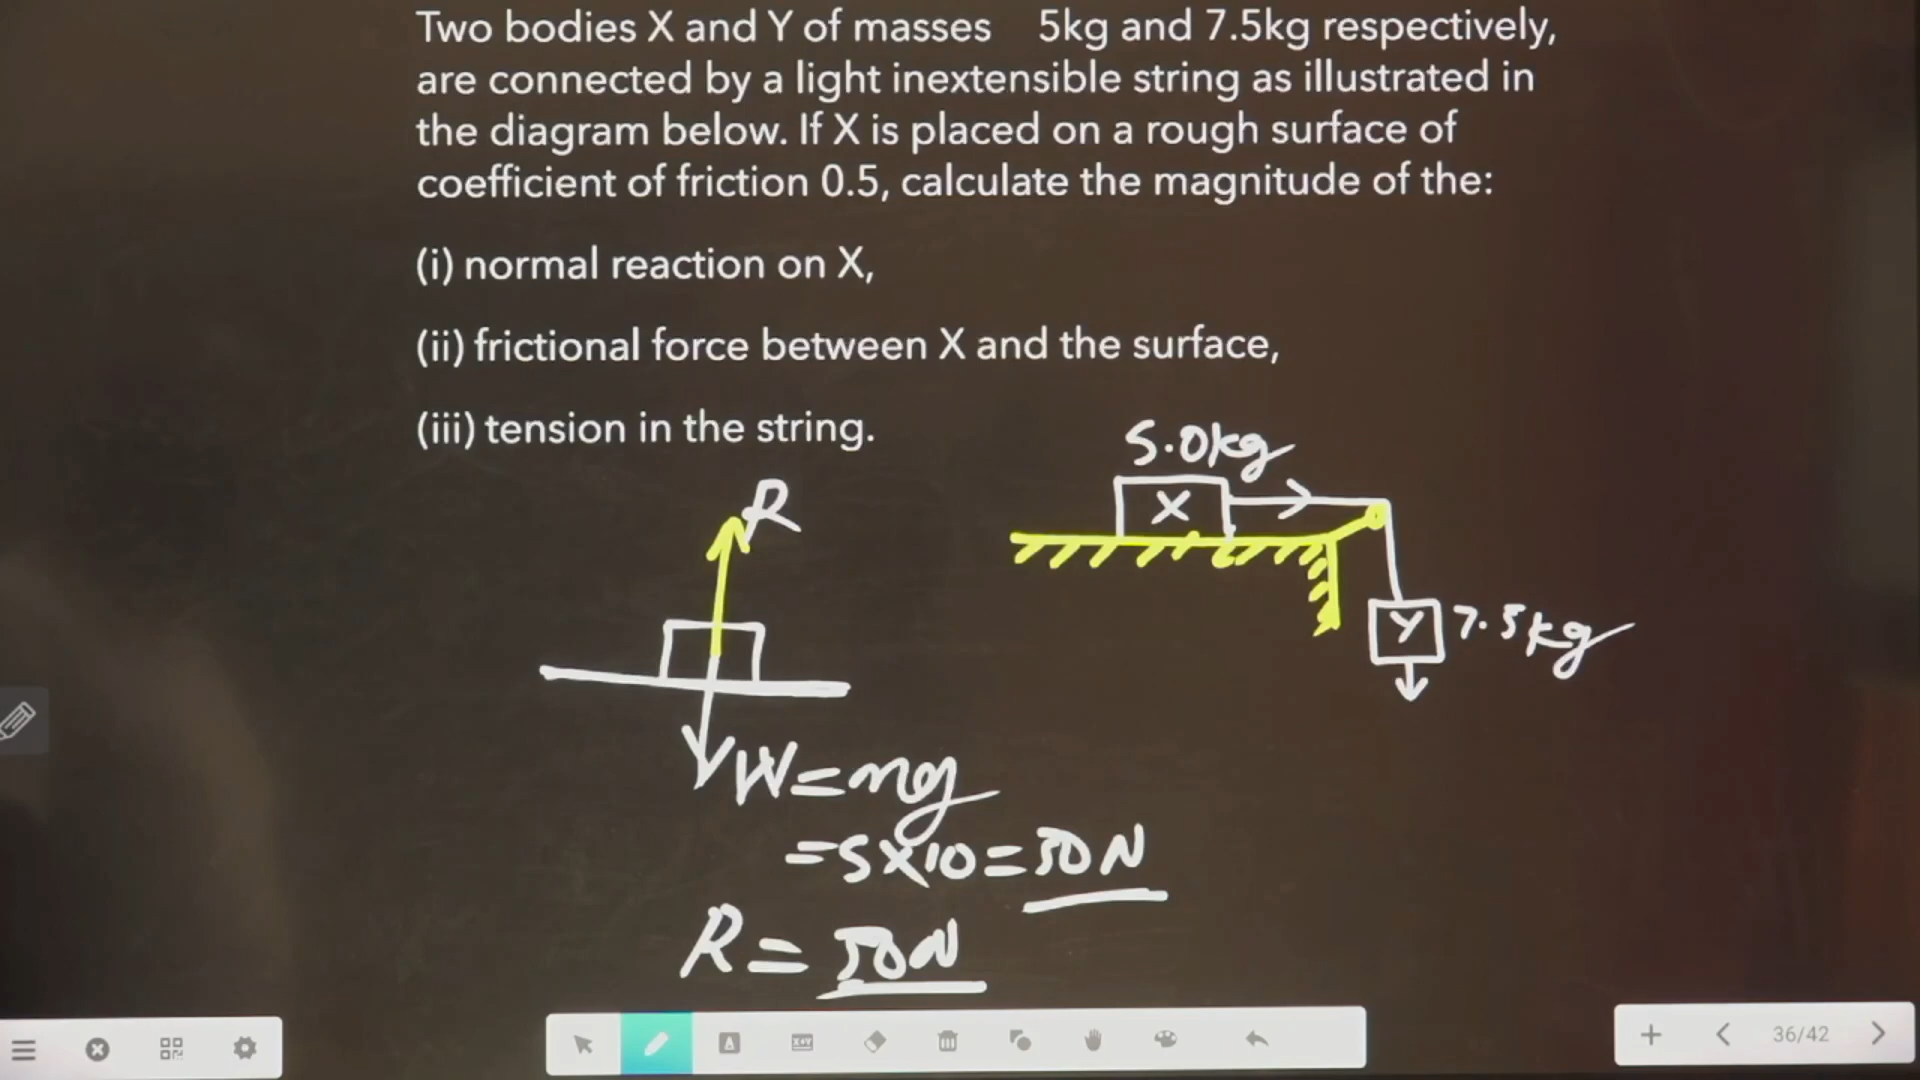 Two bodies X and Y of masses 5kg and 7.5kg respectively,
are connected by a light inextensible string as illustrated in
the diagram below. If X is placed on a rough surface of
coefficient of friction 0.5, calculate the magnitude of the:
(i) normal reaction on X,
(ii) frictional force between X and the surface,
(iii) tension in the string.
5.0kg
R
X
Y 7.5kg
W=mg
=5×10=50N
R=50N
A
X+Y
36/42